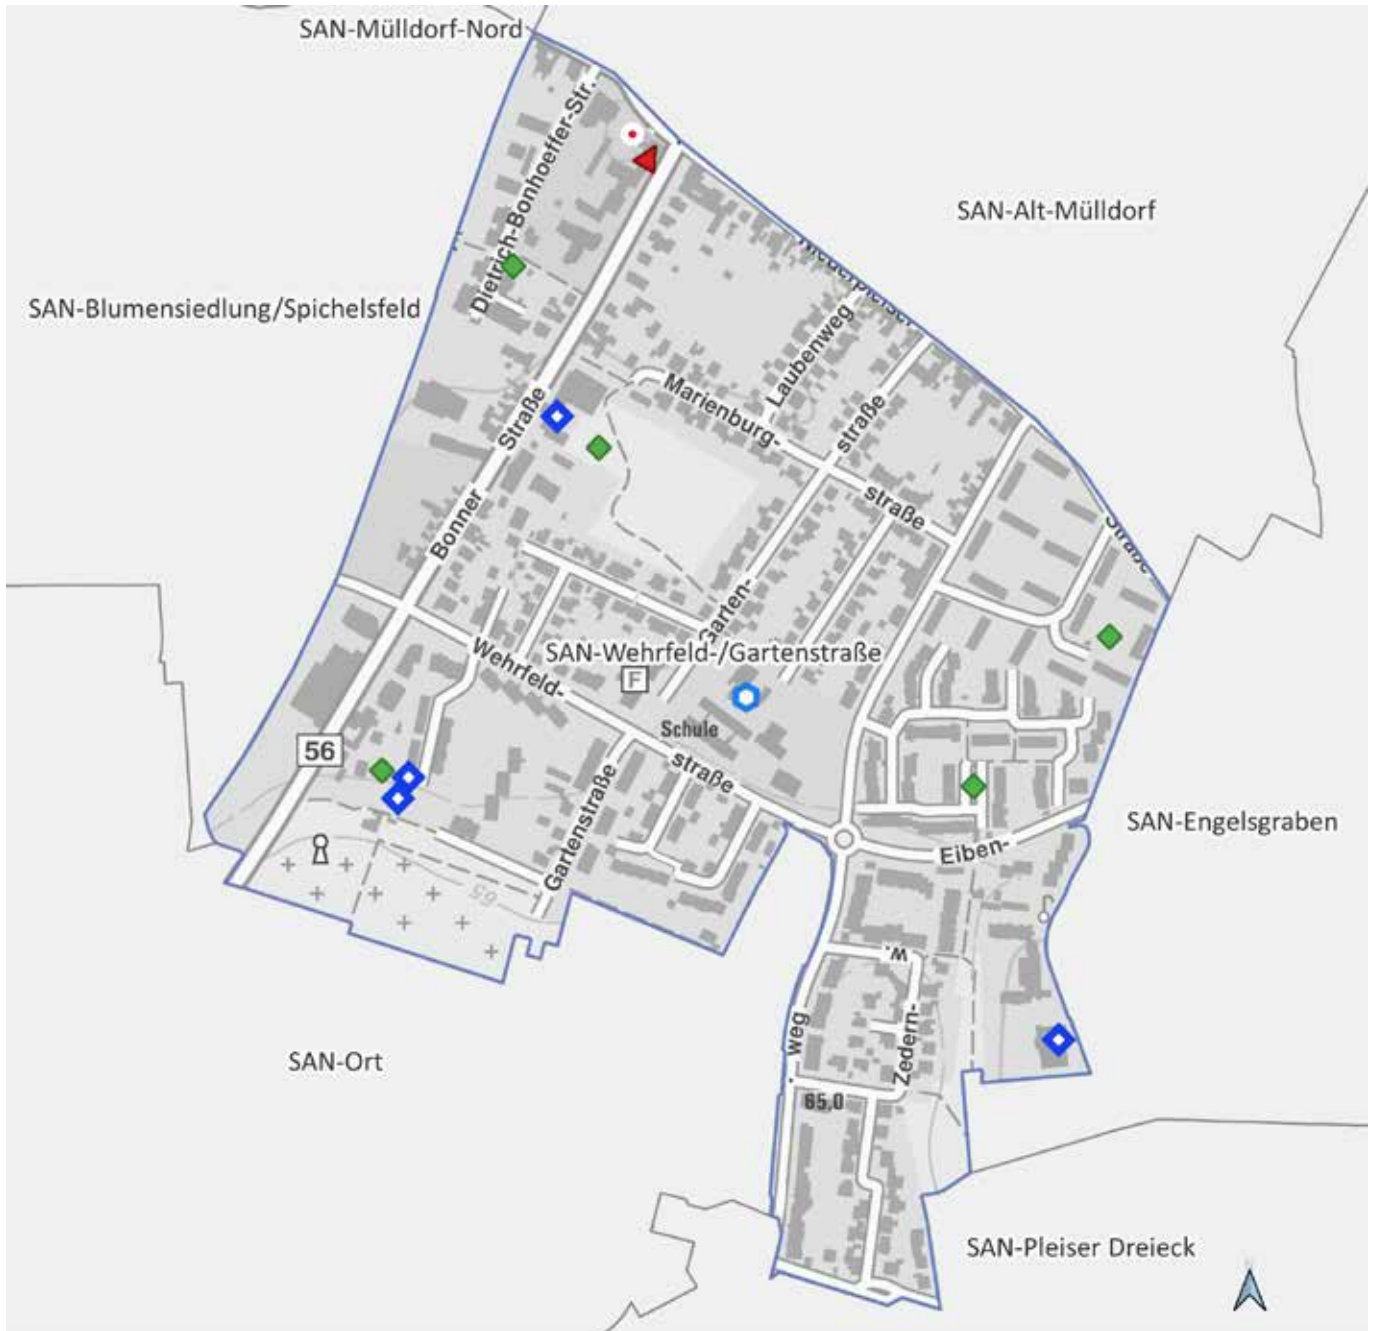 SAN-Mülldorf-Nord
Dietrich-Bonhoeffer-Str.
SAN-Alt-Mülldorf
Niederpleiser
SAN-Blumensiedlung/Spichelsfeld
Laubenweg
Marienburg-
straße
Straße
straße
Bonner
Straße
Garten-
SAN-Wehrfeld-/Gartenstraße
Wehrfeld-
F
Schule
straße
56
Gartenstraße
SAN-Engelsgraben
Eiben-
65
w.
weg
Zedern-
SAN-Ort
65,0
SAN-Pleiser Dreieck